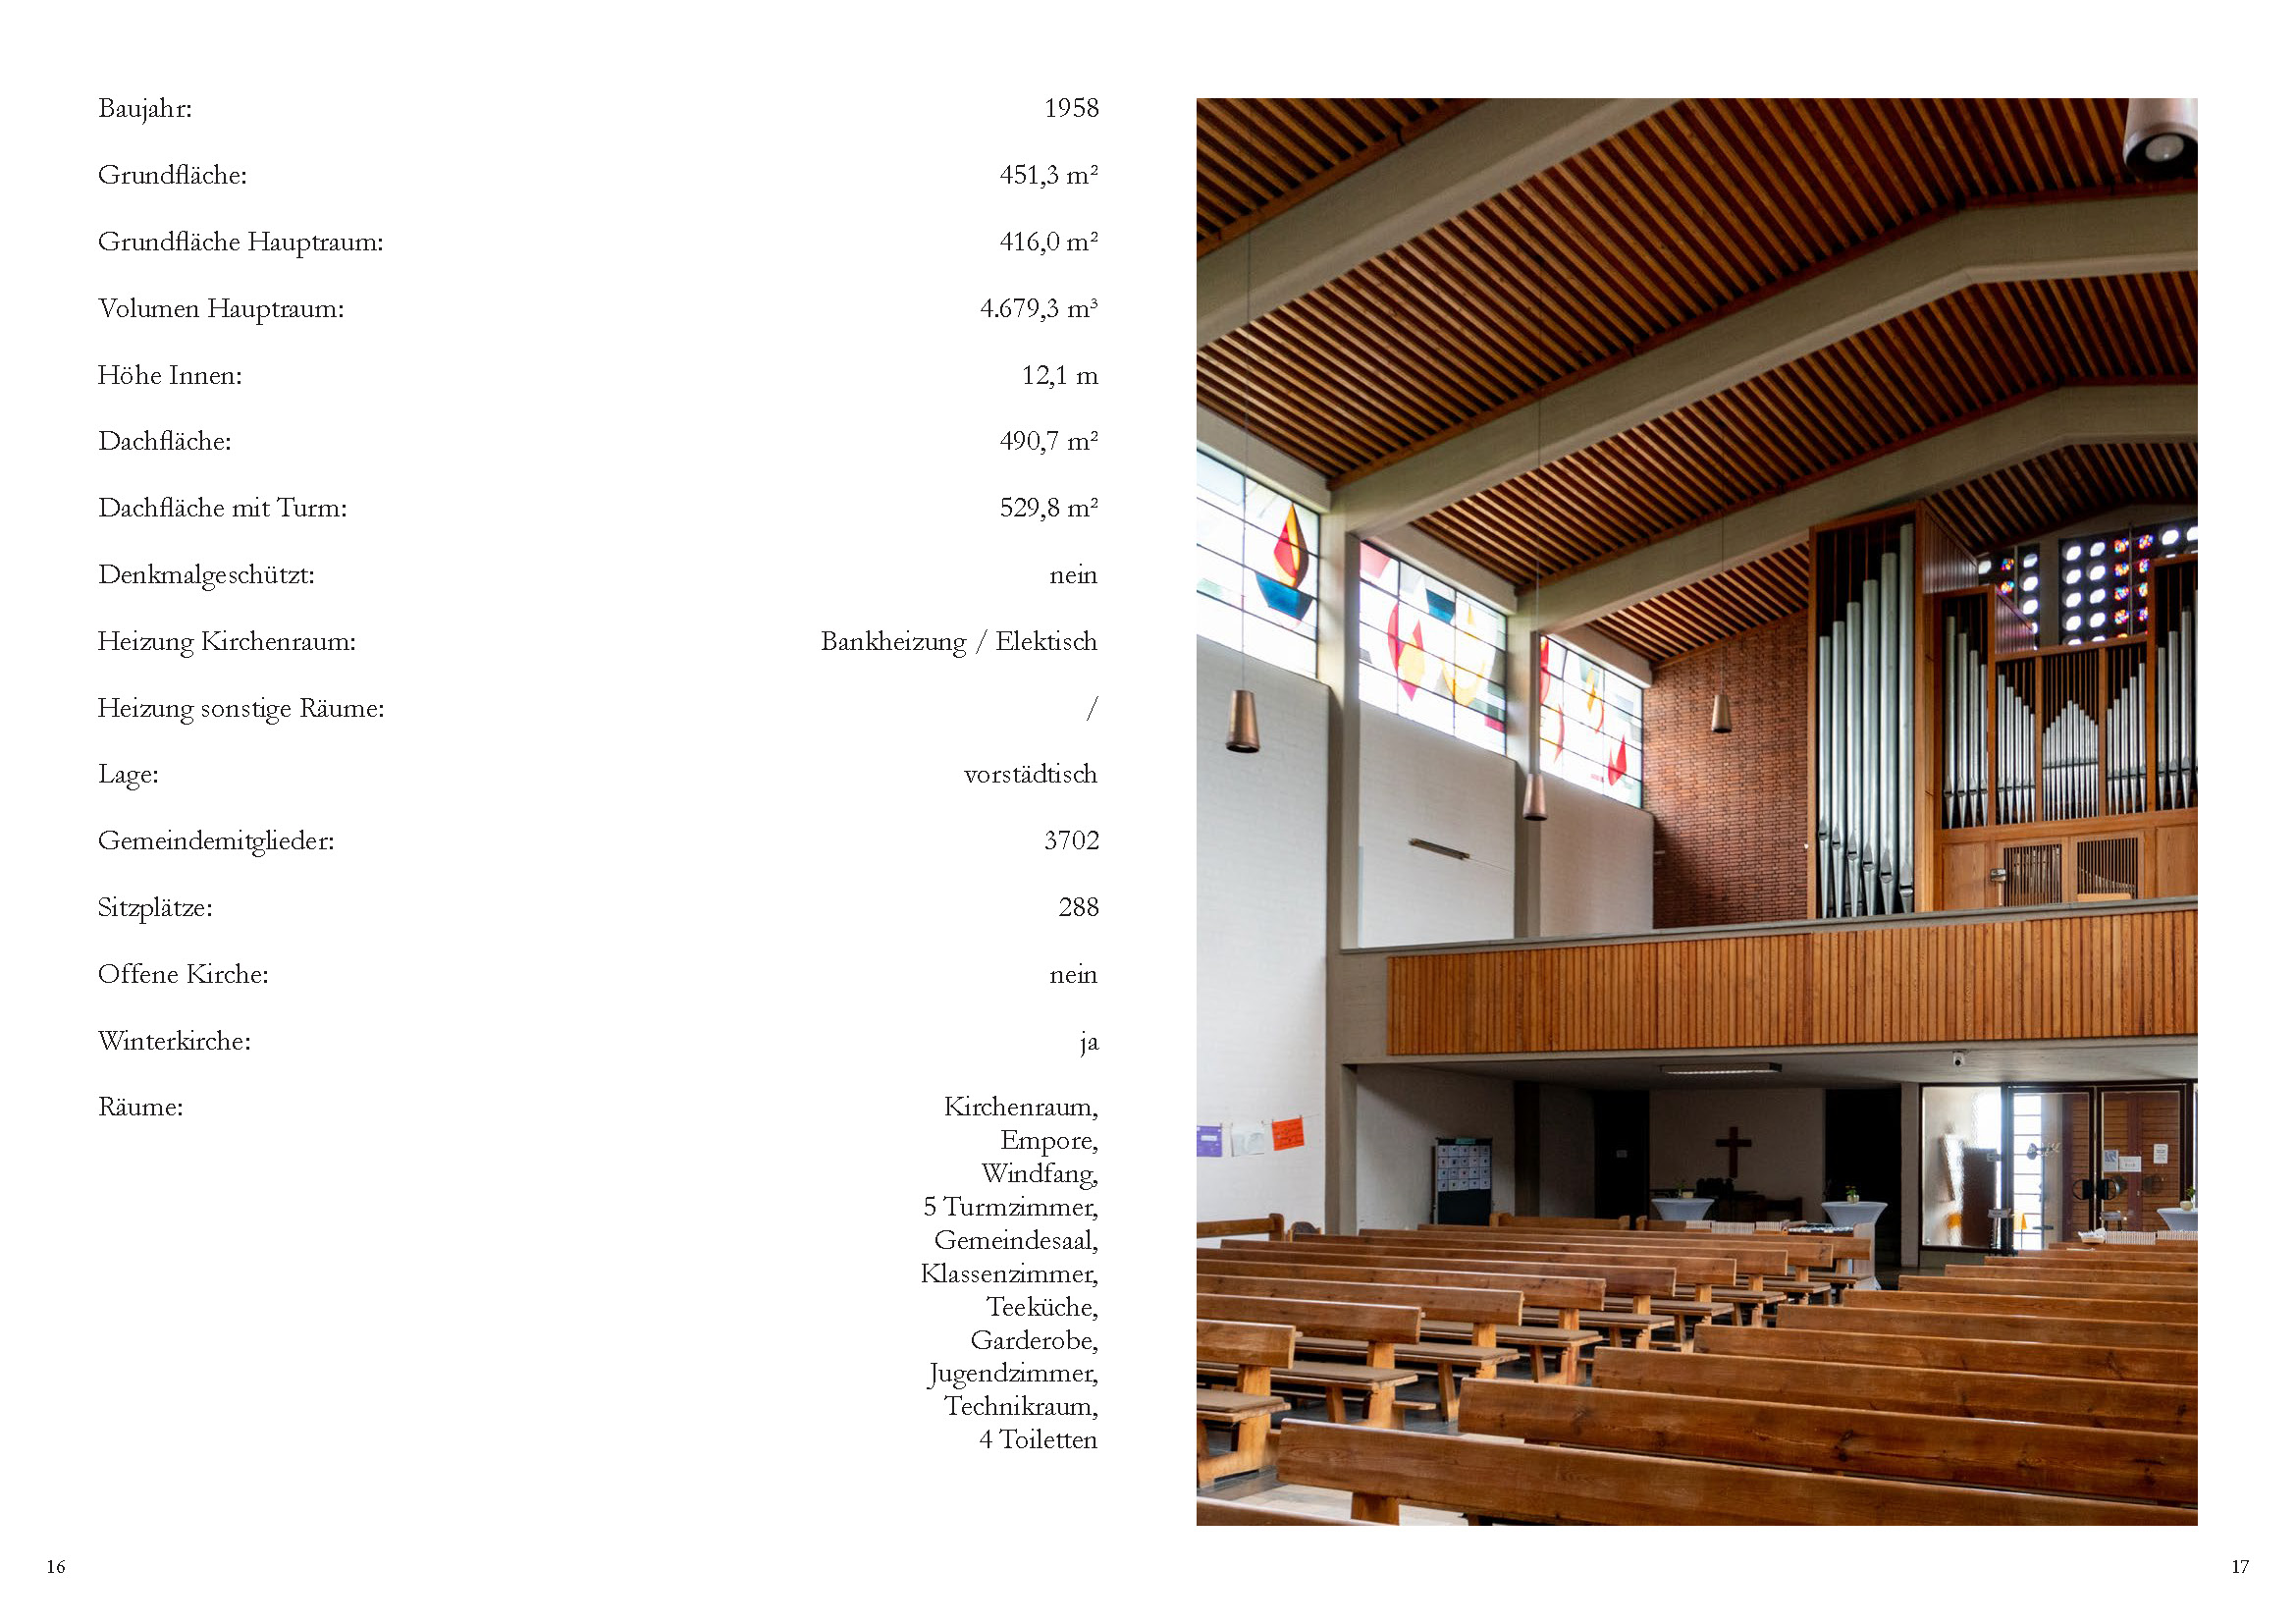 Baujahr: 1958
Grundfläche: 451,3 m²
Grundfläche Hauptraum: 416,0 m²
Volumen Hauptraum: 4.679,3 m³
Höhe Innen: 12,1 m
Dachfläche: 490,7 m²
Dachfläche mit Turm: 529,8 m²
Denkmalgeschützt: nein
Heizung Kirchenraum: Bankheizung / Elektisch
Heizung sonstige Räume: /
Lage: vorstädtisch
Gemeindemitglieder: 3702
Sitzplätze: 288
Offene Kirche: nein
Winterkirche: ja
Räume: Kirchenraum,
Empore,
Windfang,
5 Turmzimmer,
Gemeindesaal,
Klassenzimmer,
Teeküche,
Garderobe,
Jugendzimmer,
Technikraum,
4 Toiletten
16
17